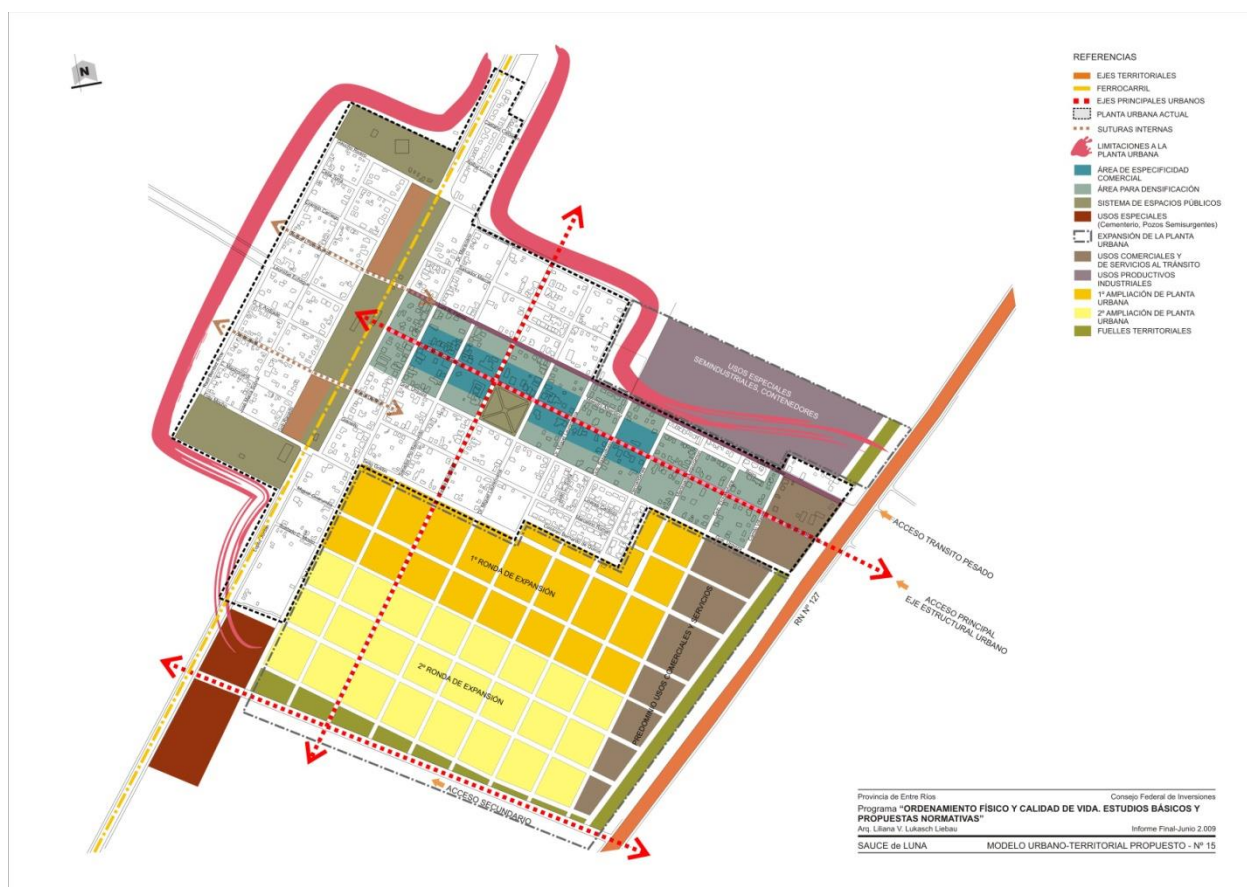 N
REFERENCIAS
EJES TERRITORIALES
FERROCARRIL
EJES PRINCIPALES URBANOS
PLANTA URBANA ACTUAL
SUTURAS INTERNAS
LIMITACIONES A LA
PLANTA URBANA
ÁREA DE ESPECIFICIDAD
COMERCIAL
ÁREA PARA DENSIFICACIÓN
SISTEMA DE ESPACIOS PÚBLICOS
USOS ESPECIALES
(Cementerio, Pozos Semisurgentes)
EXPANSIÓN DE LA PLANTA
URBANA
USOS COMERCIALES Y
DE SERVICIOS AL TRÁNSITO
USOS PRODUCTIVOS
INDUSTRIALES
1º AMPLIACIÓN DE PLANTA
URBANA
2º AMPLIACIÓN DE PLANTA
URBANA
FUELLES TERRITORIALES
USOS ESPECIALES
SEMINDUSTRIALES, CONTENEDORES
ACCESO TRANSITO PESADO
ACCESO PRINCIPAL
EJE ESTRUCTURAL URBANO
RN Nº 127
1º RONDA DE EXPANSIÓN
2º RONDA DE EXPANSIÓN
PREDOMINIO USOS COMERCIALES Y SERVICIOS
ACCESO SECUNDARIO
Provincia de Entre Ríos Consejo Federal de Inversiones
Programa “ORDENAMIENTO FÍSICO Y CALIDAD DE VIDA. ESTUDIOS BÁSICOS Y
PROPUESTAS NORMATIVAS”
Arq. Liliana V. Lukasch Liebau Informe Final-Junio 2.009
SAUCE de LUNA MODELO URBANO-TERRITORIAL PROPUESTO - Nº 15